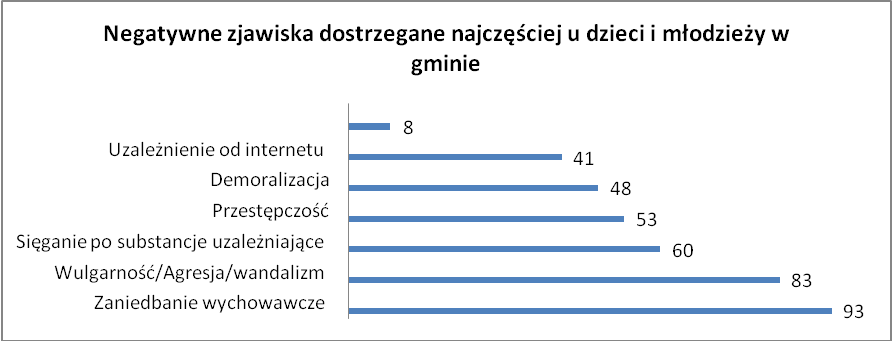 Negatywne zjawiska dostrzegane najczęściej u dzieci i młodzieży w
gminie
8
Uzależnienie od internetu
41
Demoralizacja
48
Przestępczość
53
Sięganie po substancje uzależniające
60
Wulgarność/Agresja/wandalizm
83
Zaniedbanie wychowawcze
93